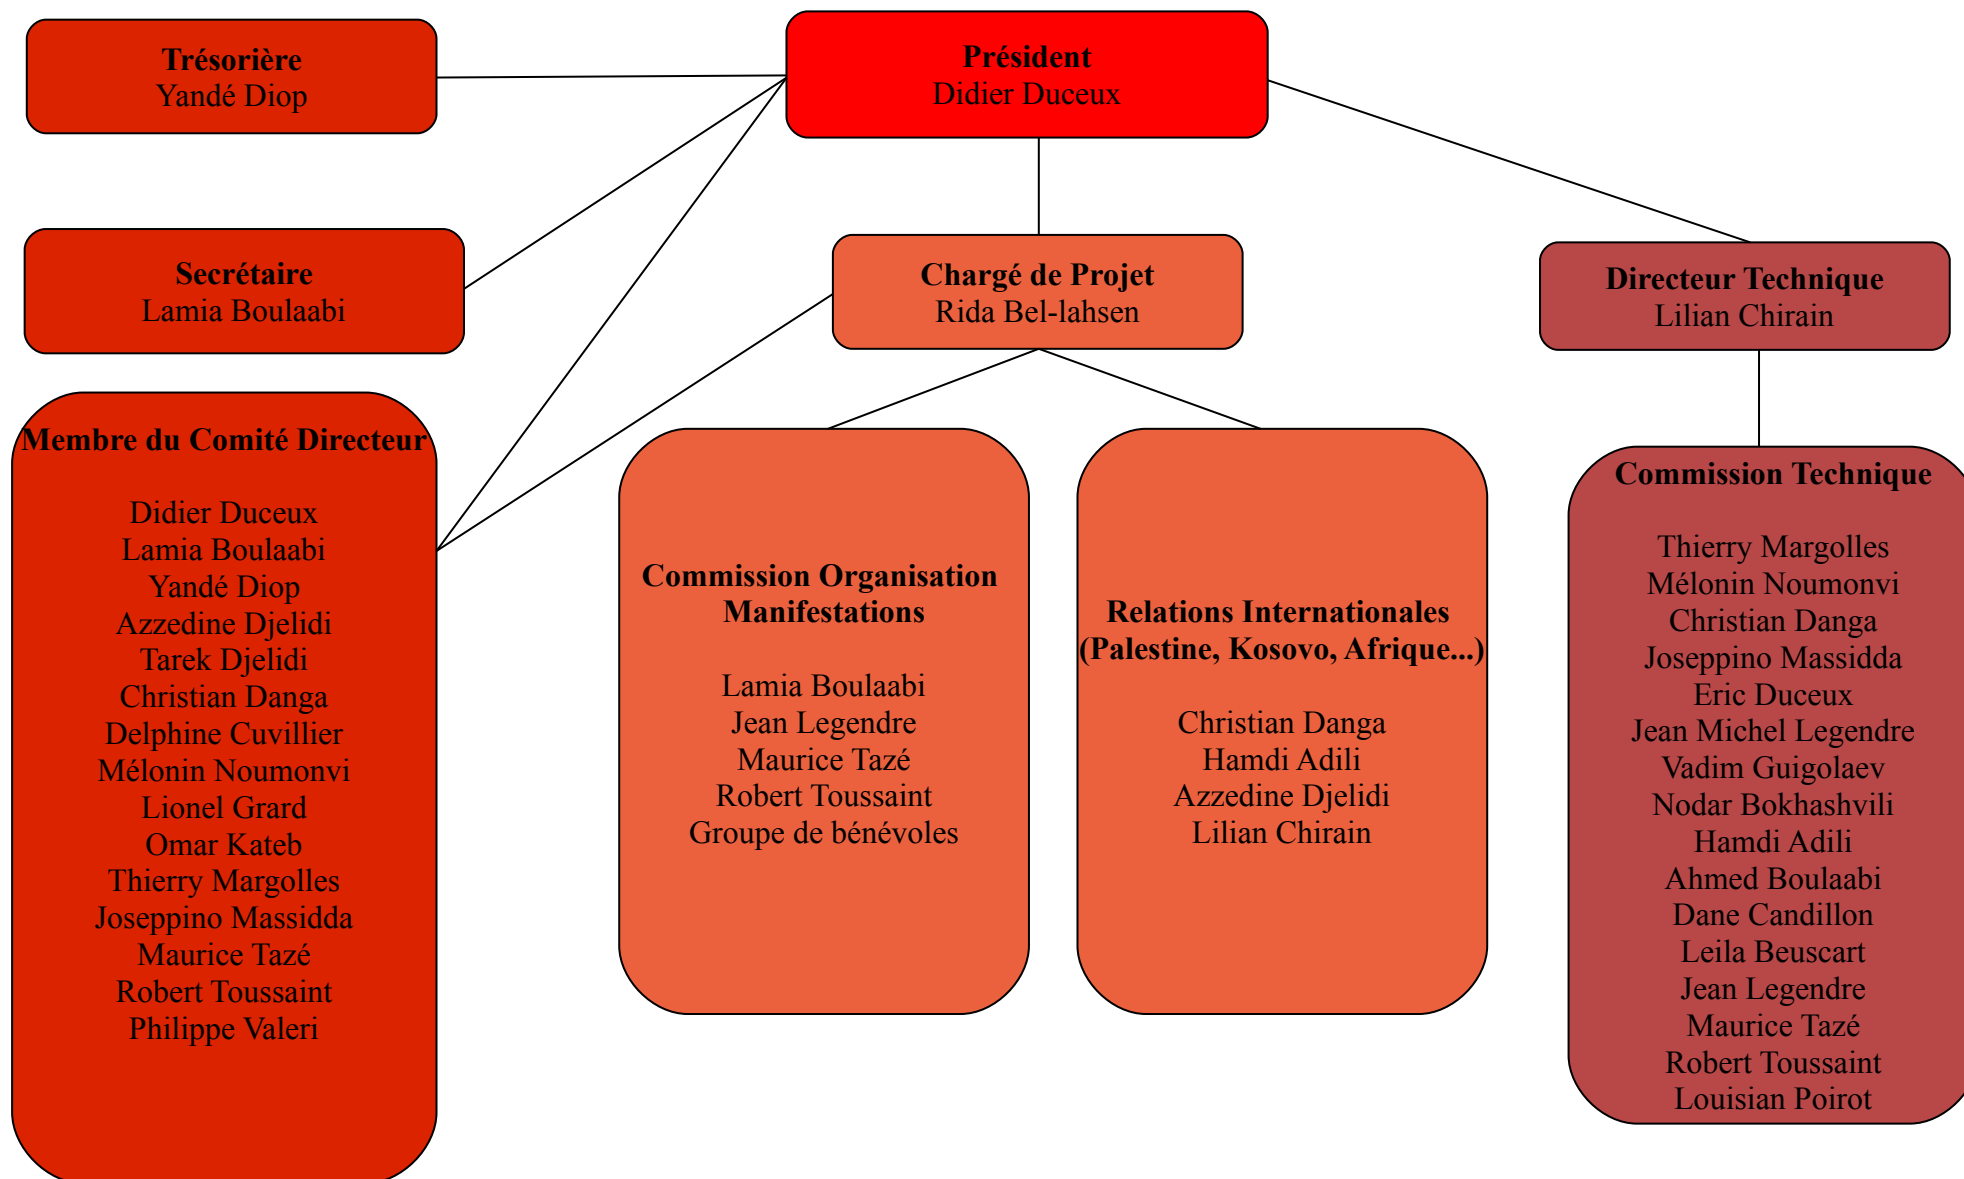 Trésorière
Yandé Diop
Président
Didier Duceux
Secrétaire
Lamia Boulaabi
Chargé de Projet
Rida Bel-lahsen
Directeur Technique
Lilian Chirain
Membre du Comité Directeur
Didier Duceux
Lamia Boulaabi
Yandé Diop
Azzedine Djelidi
Tarek Djelidi
Christian Danga
Delphine Cuvillier
Mélonin Noumonvi
Lionel Grard
Omar Kateb
Thierry Margolles
Joseppino Massidda
Maurice Tazé
Robert Toussaint
Philippe Valeri
Commission Organisation
Manifestations
Lamia Boulaabi
Jean Legendre
Maurice Tazé
Robert Toussaint
Groupe de bénévoles
Relations Internationales
(Palestine, Kosovo, Afrique...)
Christian Danga
Hamdi Adili
Azzedine Djelidi
Lilian Chirain
Commission Technique
Thierry Margolles
Mélonin Noumonvi
Christian Danga
Joseppino Massidda
Eric Duceux
Jean Michel Legendre
Vadim Guigolaev
Nodar Bokhashvili
Hamdi Adili
Ahmed Boulaabi
Dane Candillon
Leila Beuscart
Jean Legendre
Maurice Tazé
Robert Toussaint
Louisian Poirot